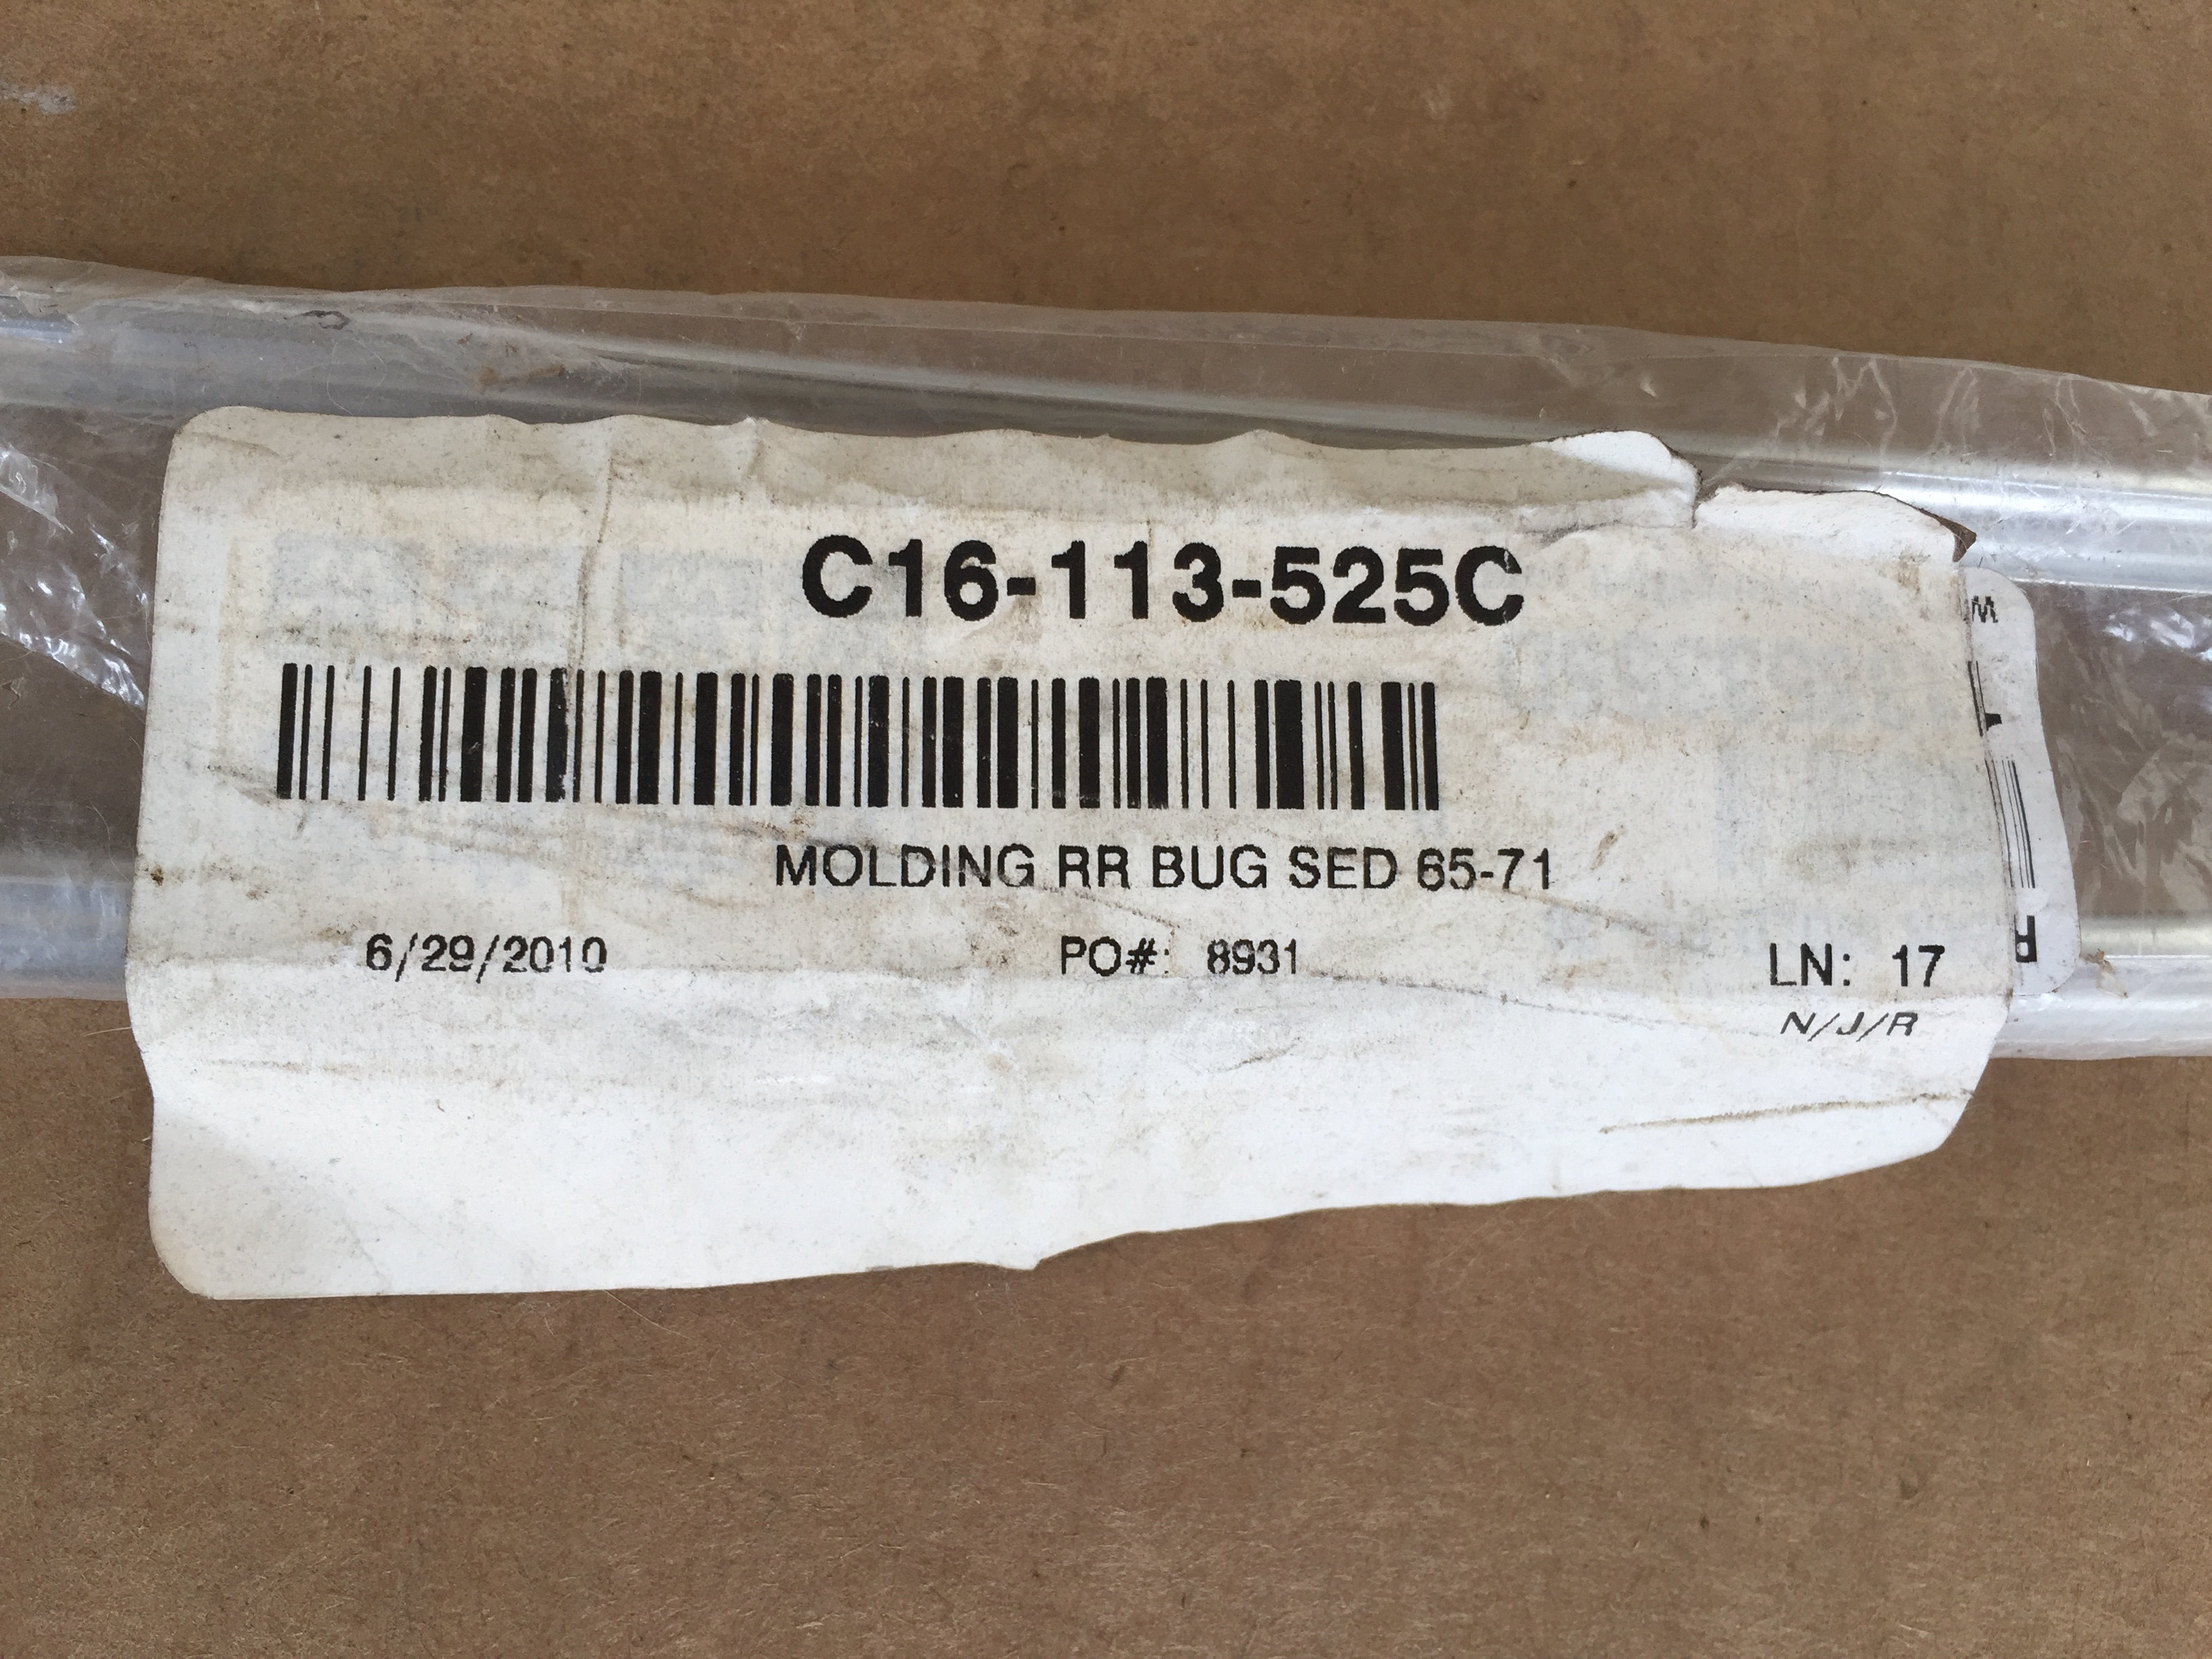 C16-113-525C
MOLDING RR BUG SED 65-71
6/29/2010 PO#: 8931 LN: 17
N/J/R